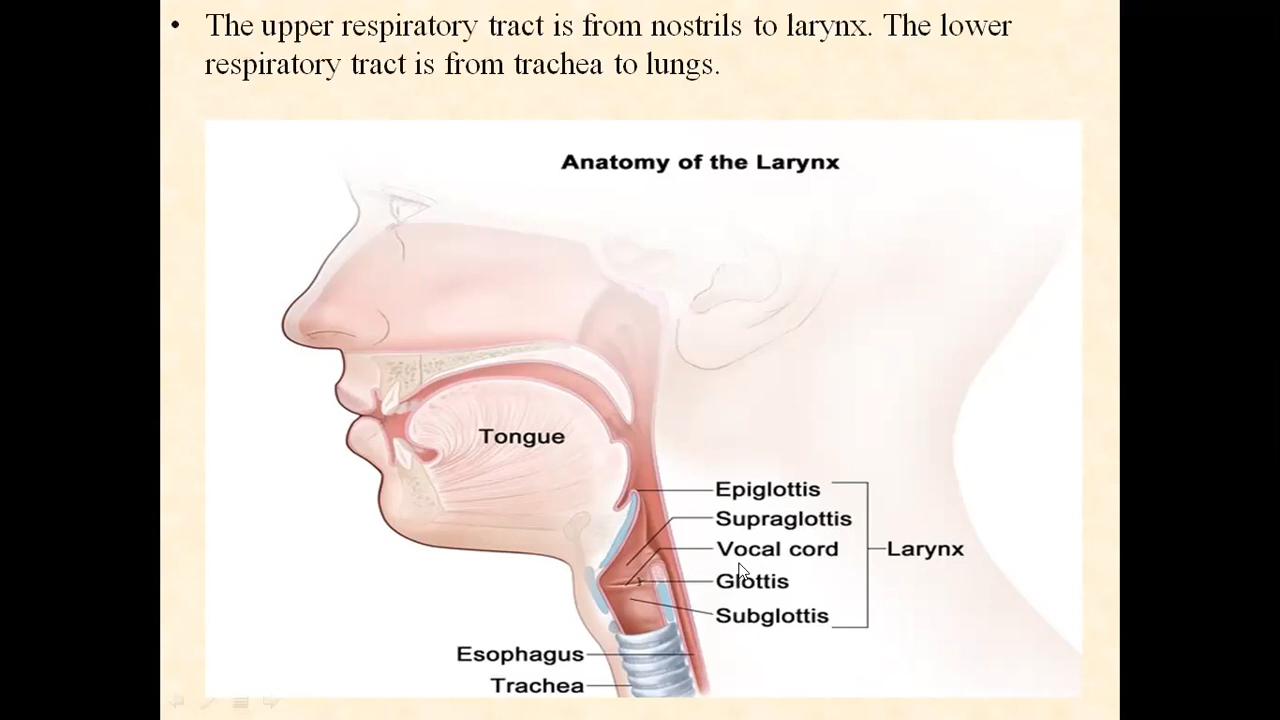 • The upper respiratory tract is from nostrils to larynx. The lower
respiratory tract is from trachea to lungs.
Anatomy of the Larynx
Tongue
Epiglottis
Supraglottis
Vocal cord
Larynx
Glottis
Subglottis
Esophagus
Trachea